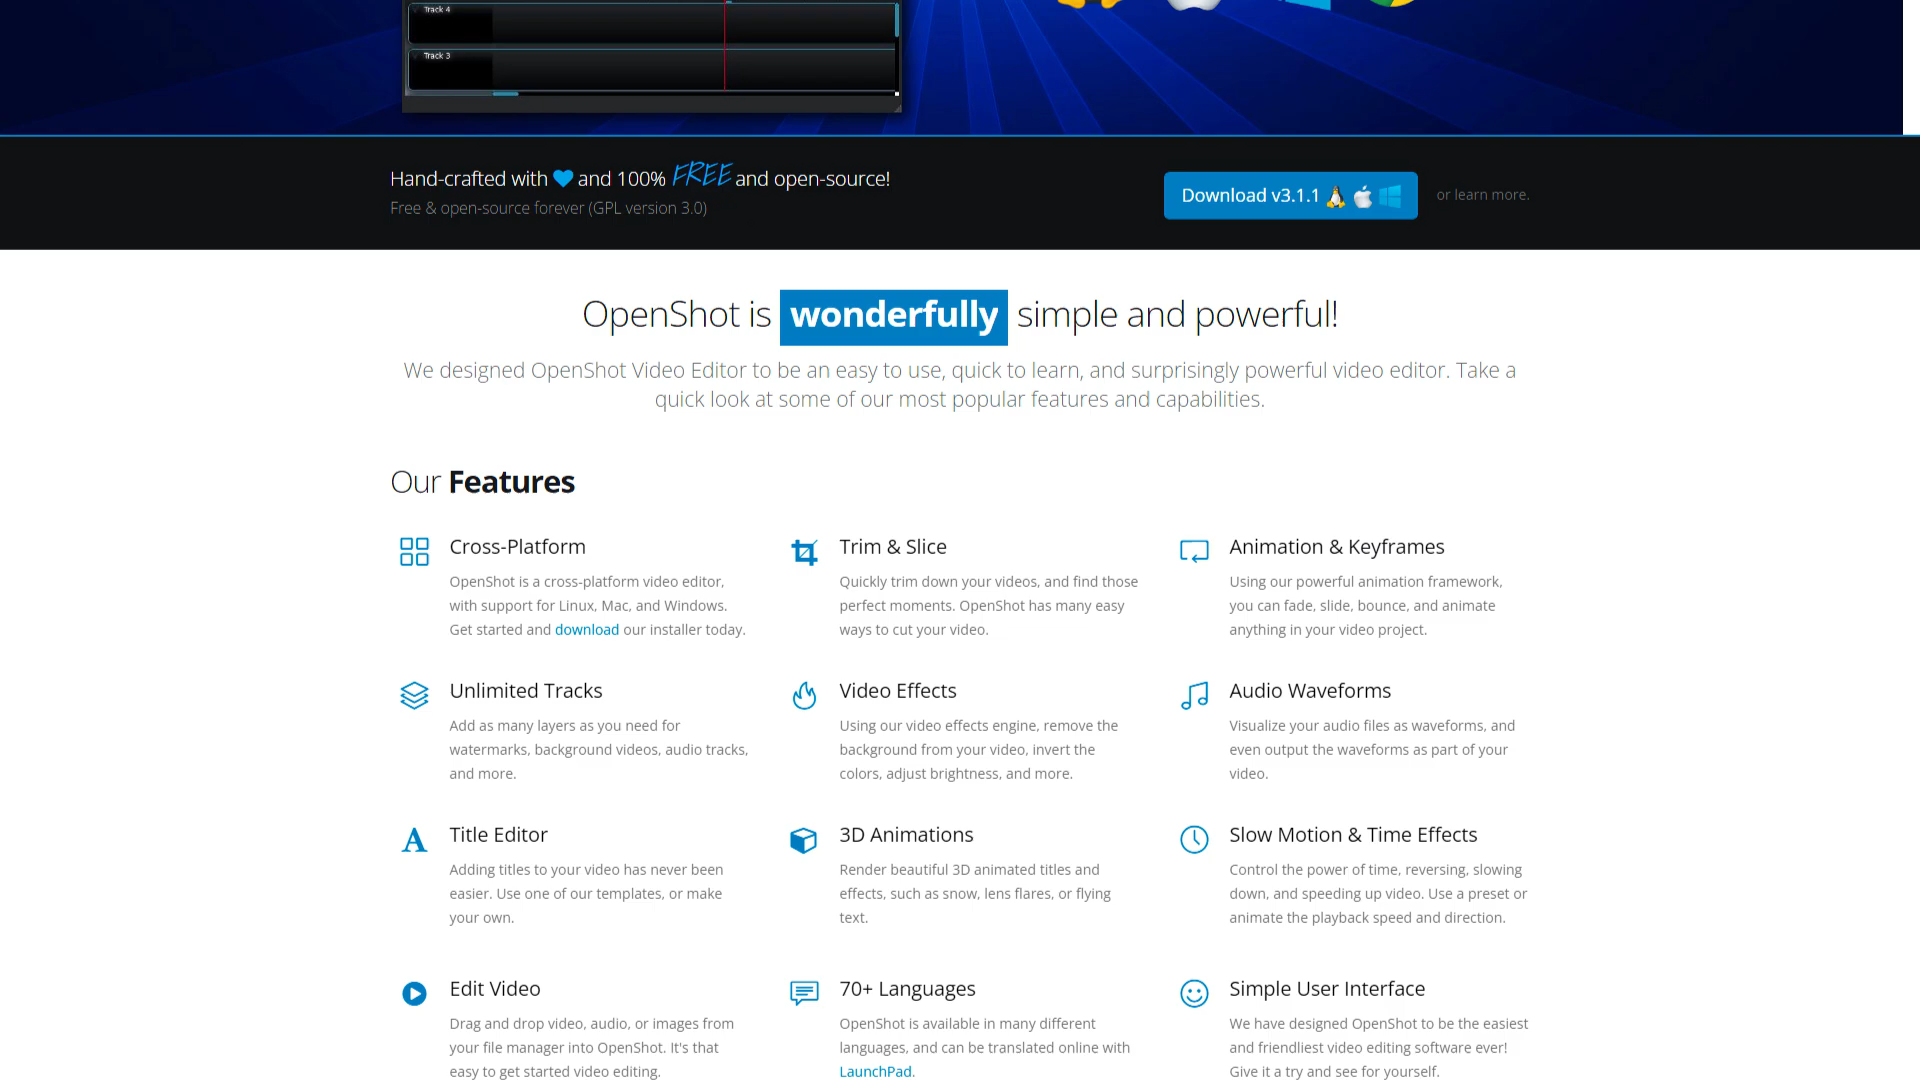 Track 4
Track 3
Hand-crafted with and 100% FREE and open-source!
Free & open-source forever (GPL version 3.0)
Download v3.1.1
or learn more.
OpenShot is wonderfully simple and powerful!
We designed OpenShot Video Editor to be an easy to use, quick to learn, and surprisingly powerful video editor. Take a
quick look at some of our most popular features and capabilities.
Our Features
Cross-Platform
OpenShot is a cross-platform video editor,
with support for Linux, Mac, and Windows.
Get started and download our installer today.
Trim & Slice
Quickly trim down your videos, and find those
perfect moments. OpenShot has many easy
ways to cut your video.
Animation & Keyframes
Using our powerful animation framework,
you can fade, slide, bounce, and animate
anything in your video project.
Unlimited Tracks
Add as many layers as you need for
watermarks, background videos, audio tracks,
and more.
Video Effects
Using our video effects engine, remove the
background from your video, invert the
colors, adjust brightness, and more.
Audio Waveforms
Visualize your audio files as waveforms, and
even output the waveforms as part of your
video.
Title Editor
Adding titles to your video has never been
easier. Use one of our templates, or make
your own.
3D Animations
Render beautiful 3D animated titles and
effects, such as snow, lens flares, or flying
text.
Slow Motion & Time Effects
Control the power of time, reversing, slowing
down, and speeding up video. Use a preset or
animate the playback speed and direction.
Edit Video
Drag and drop video, audio, or images from
your file manager into OpenShot. It's that
easy to get started video editing.
70+ Languages
OpenShot is available in many different
languages, and can be translated online with
LaunchPad.
Simple User Interface
We have designed OpenShot to be the easiest
and friendliest video editing software ever!
Give it a try and see for yourself.